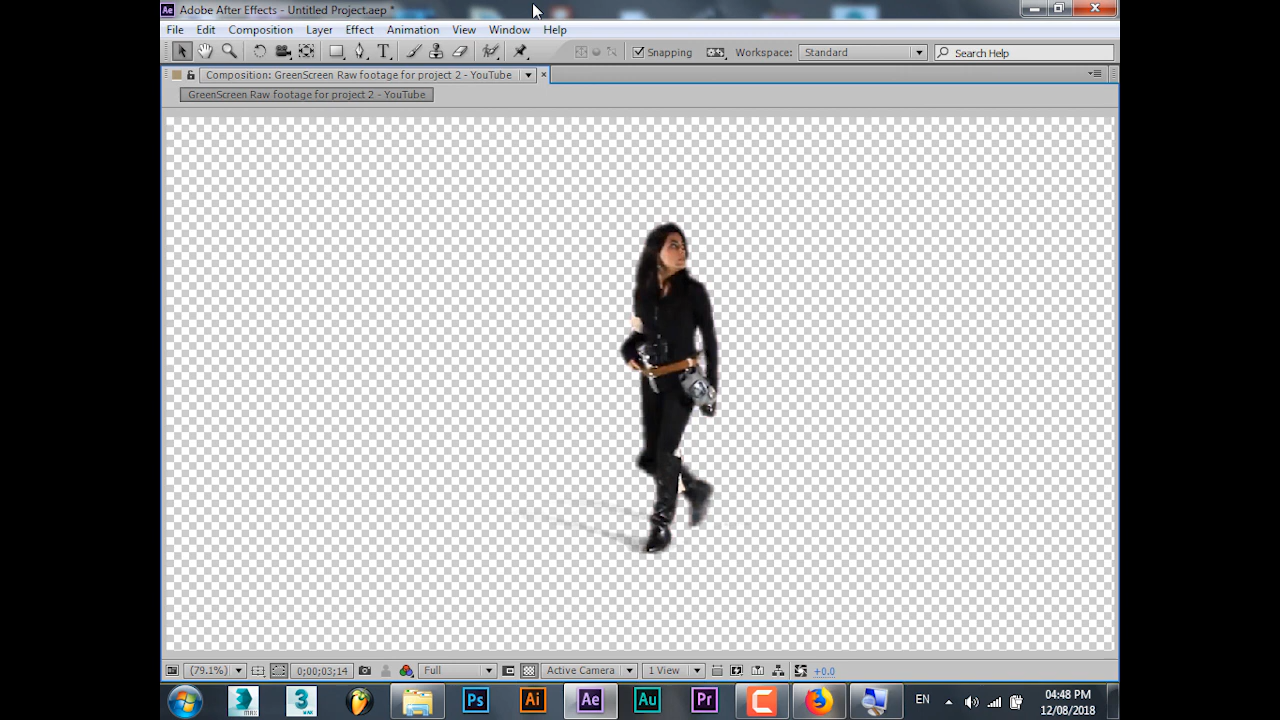 Ae Adobe After Effects - Untitled Project.aep *
File Edit Composition Layer Effect Animation View Window Help
T Snapping Workspace: Standard Search Help
Composition: GreenScreen Raw footage for project 2 - YouTube
GreenScreen Raw footage for project 2 - YouTube
(79.1%) 0;00;03;14 Full Active Camera 1 View +0.0
MAX 3 Ps Ai Ae Au Pr C EN 04:48 PM
12/08/2018